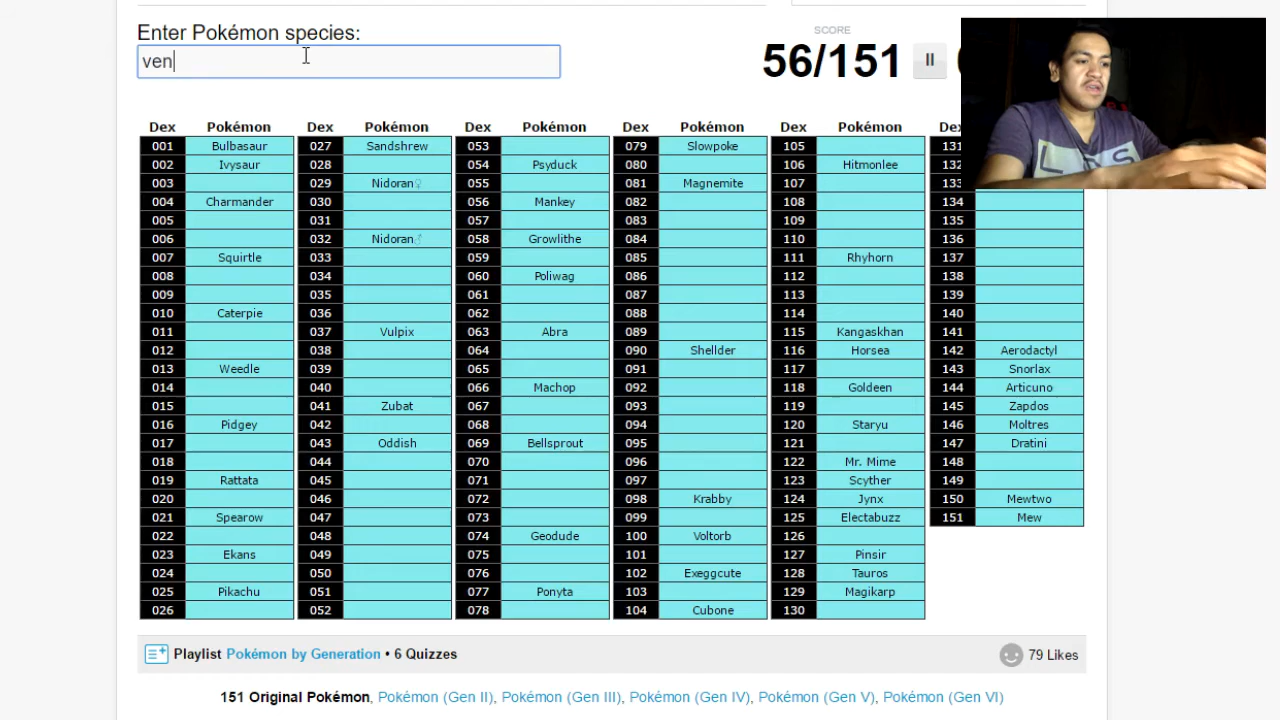 Enter Pokémon species:
ven
SCORE
56/151
Dex Pokémon Dex Pokémon Dex Pokémon Dex Pokémon Dex Pokémon Dex
001 Bulbasaur 027 Sandshrew 053 079 Slowpoke 105 131
002 Ivysaur 028 054 Psyduck 080 106 Hitmonlee 132
003 029 Nidoran♀ 055 081 Magnemite 107 133
004 Charmander 030 056 Mankey 082 108 134
005 031 057 083 109 135
006 032 Nidoran♂ 058 Growlithe 084 110 136
007 Squirtle 033 059 085 111 Rhyhorn 137
008 034 060 Poliwag 086 112 138
009 035 061 087 113 139
010 Caterpie 036 062 088 114 140
011 037 Vulpix 063 Abra 089 115 Kangaskhan 141
012 038 064 090 Shellder 116 Horsea 142 Aerodactyl
013 Weedle 039 065 091 117 143 Snorlax
014 040 066 Machop 092 118 Goldeen 144 Articuno
015 041 Zubat 067 093 119 145 Zapdos
016 Pidgey 042 068 094 120 Staryu 146 Moltres
017 043 Oddish 069 Bellsprout 095 121 147 Dratini
018 044 070 096 122 Mr. Mime 148
019 Rattata 045 071 097 123 Scyther 149
020 046 072 098 Krabby 124 Jynx 150 Mewtwo
021 Spearow 047 073 099 125 Electabuzz 151 Mew
022 048 074 Geodude 100 Voltorb 126
023 Ekans 049 075 101 127 Pinsir
024 050 076 102 Exeggcute 128 Tauros
025 Pikachu 051 077 Ponyta 103 129 Magikarp
026 052 078 104 Cubone 130
Playlist Pokémon by Generation • 6 Quizzes
79 Likes
151 Original Pokémon, Pokémon (Gen II), Pokémon (Gen III), Pokémon (Gen IV), Pokémon (Gen V), Pokémon (Gen VI)